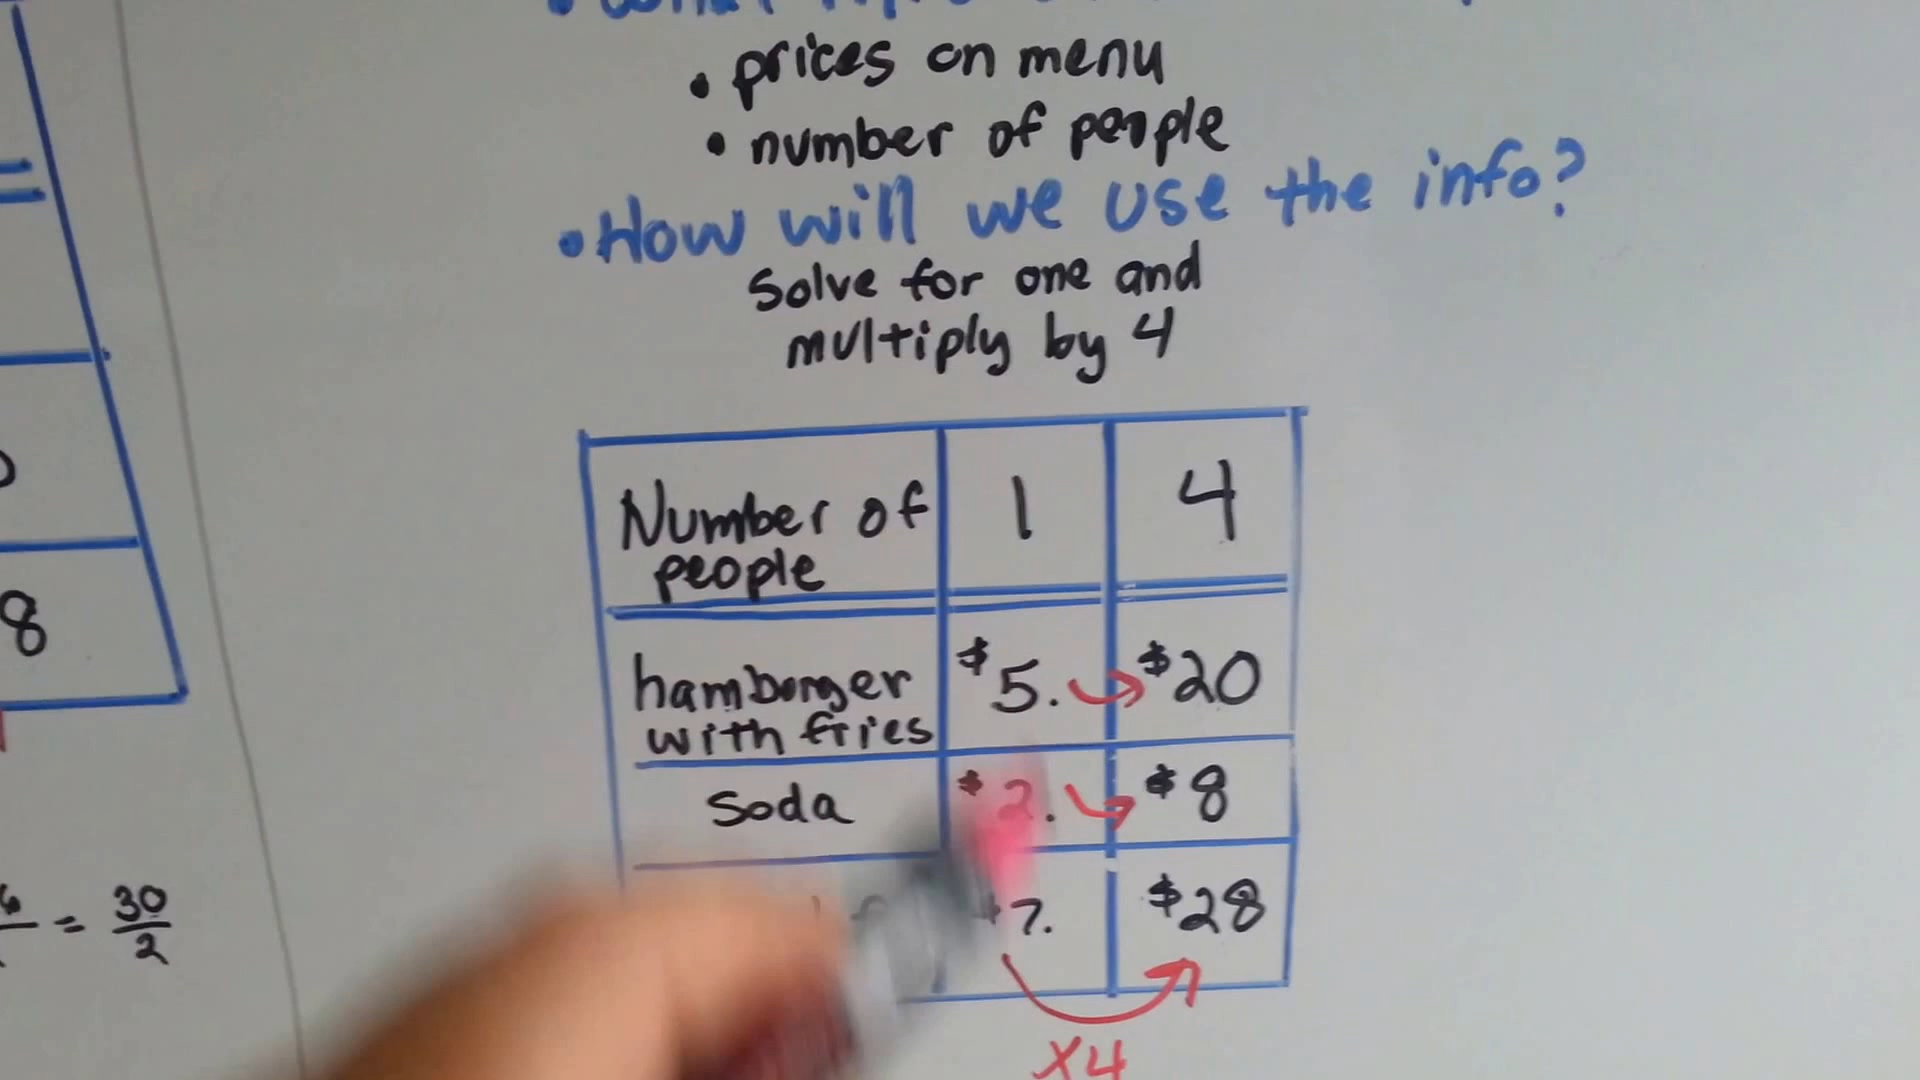 • prices on menu
• number of people
• How will we use the info?
Solve for one and
multiply by 4
Number of people 1 4
hamburger with fries $5. $20
Soda $2. $8
$7. $28
x4
8
= 30/2